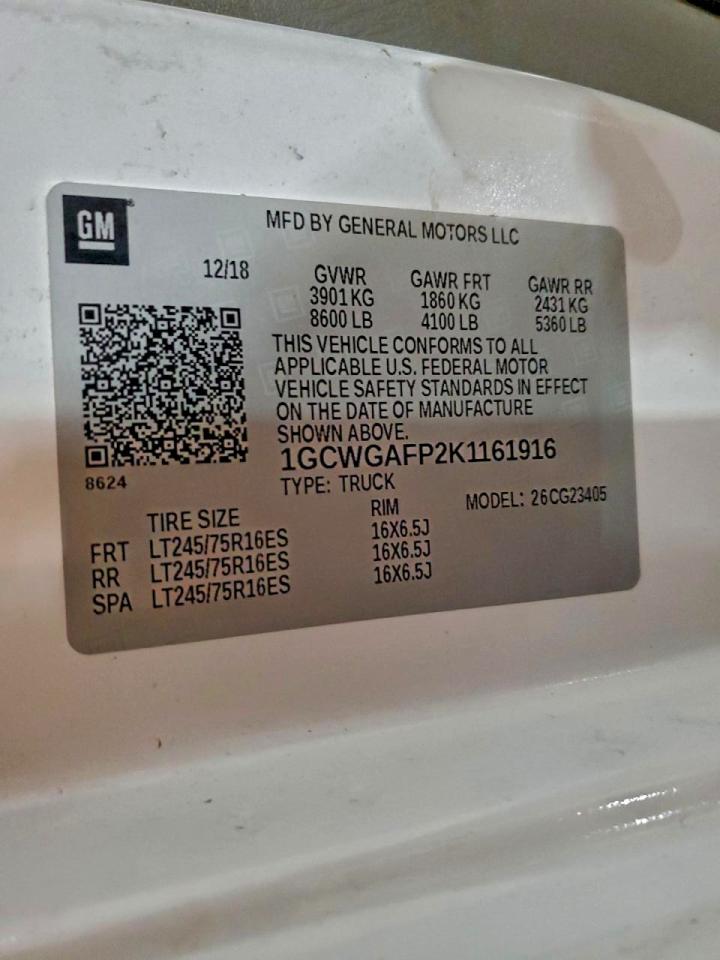 GM
MFD BY GENERAL MOTORS LLC
12/18
GVWR GAWR FRT GAWR RR
3901 KG 1860 KG 2431 KG
8600 LB 4100 LB 5360 LB
THIS VEHICLE CONFORMS TO ALL
APPLICABLE U.S. FEDERAL MOTOR
VEHICLE SAFETY STANDARDS IN EFFECT
ON THE DATE OF MANUFACTURE
SHOWN ABOVE.
1GCWGAFP2K1161916
8624
TYPE: TRUCK
MODEL: 26CG23405
TIRE SIZE RIM
FRT LT245/75R16ES 16X6.5J
RR LT245/75R16ES 16X6.5J
SPA LT245/75R16ES 16X6.5J